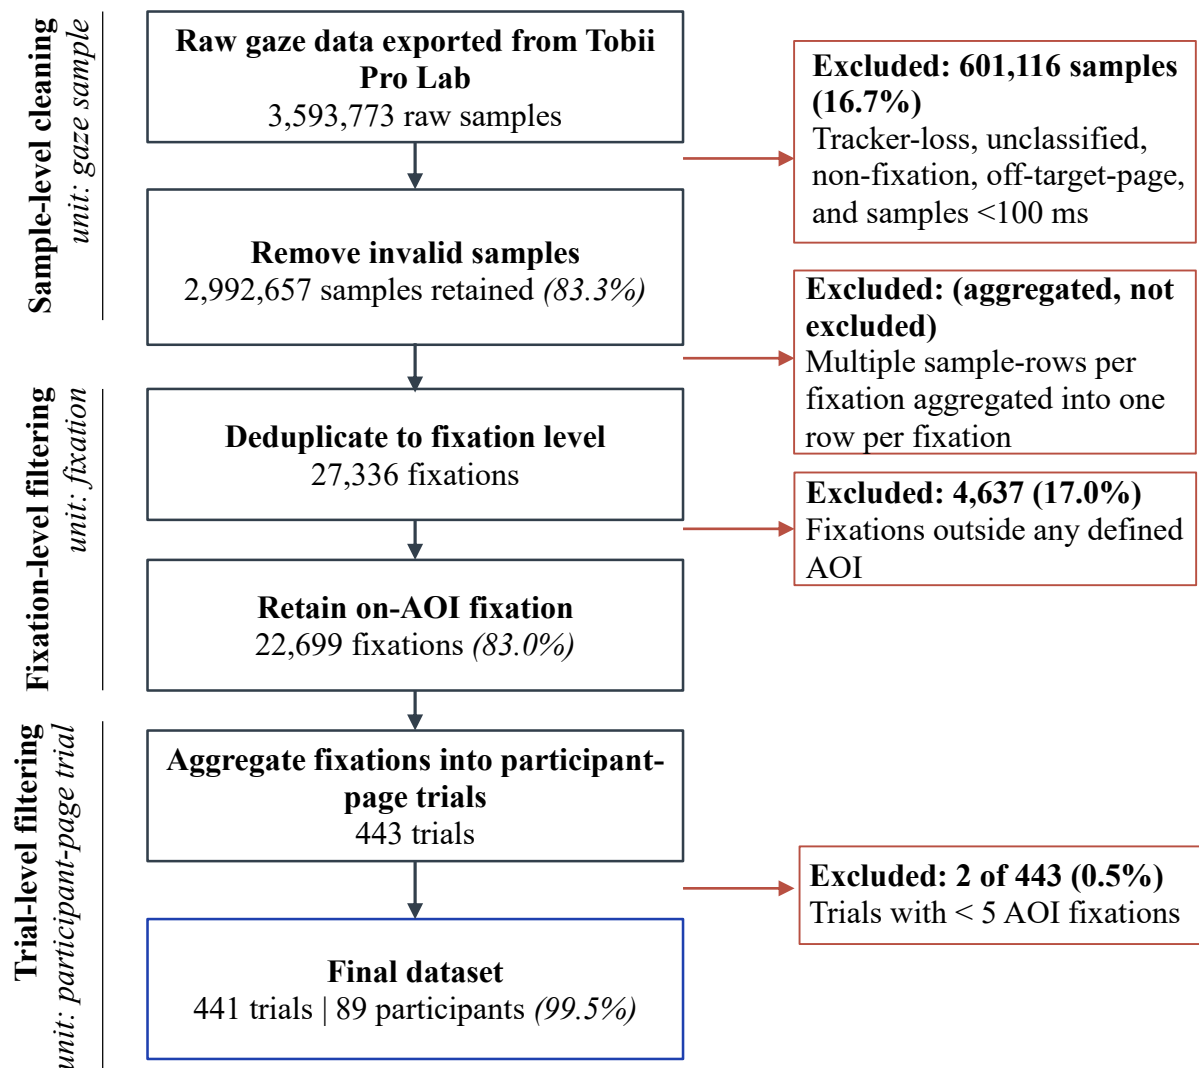 Sample-level cleaning
unit: gaze sample
Raw gaze data exported from Tobii
Pro Lab
3,593,773 raw samples
Excluded: 601,116 samples
(16.7%)
Tracker-loss, unclassified,
non-fixation, off-target-page,
and samples <100 ms
Remove invalid samples
2,992,657 samples retained (83.3%)
Excluded: (aggregated, not
excluded)
Multiple sample-rows per
fixation aggregated into one
row per fixation
Fixation-level filtering
unit: fixation
Deduplicate to fixation level
27,336 fixations
Excluded: 4,637 (17.0%)
Fixations outside any defined
AOI
Retain on-AOI fixation
22,699 fixations (83.0%)
Trial-level filtering
unit: participant-page trial
Aggregate fixations into participant-
page trials
443 trials
Excluded: 2 of 443 (0.5%)
Trials with < 5 AOI fixations
Final dataset
441 trials | 89 participants (99.5%)